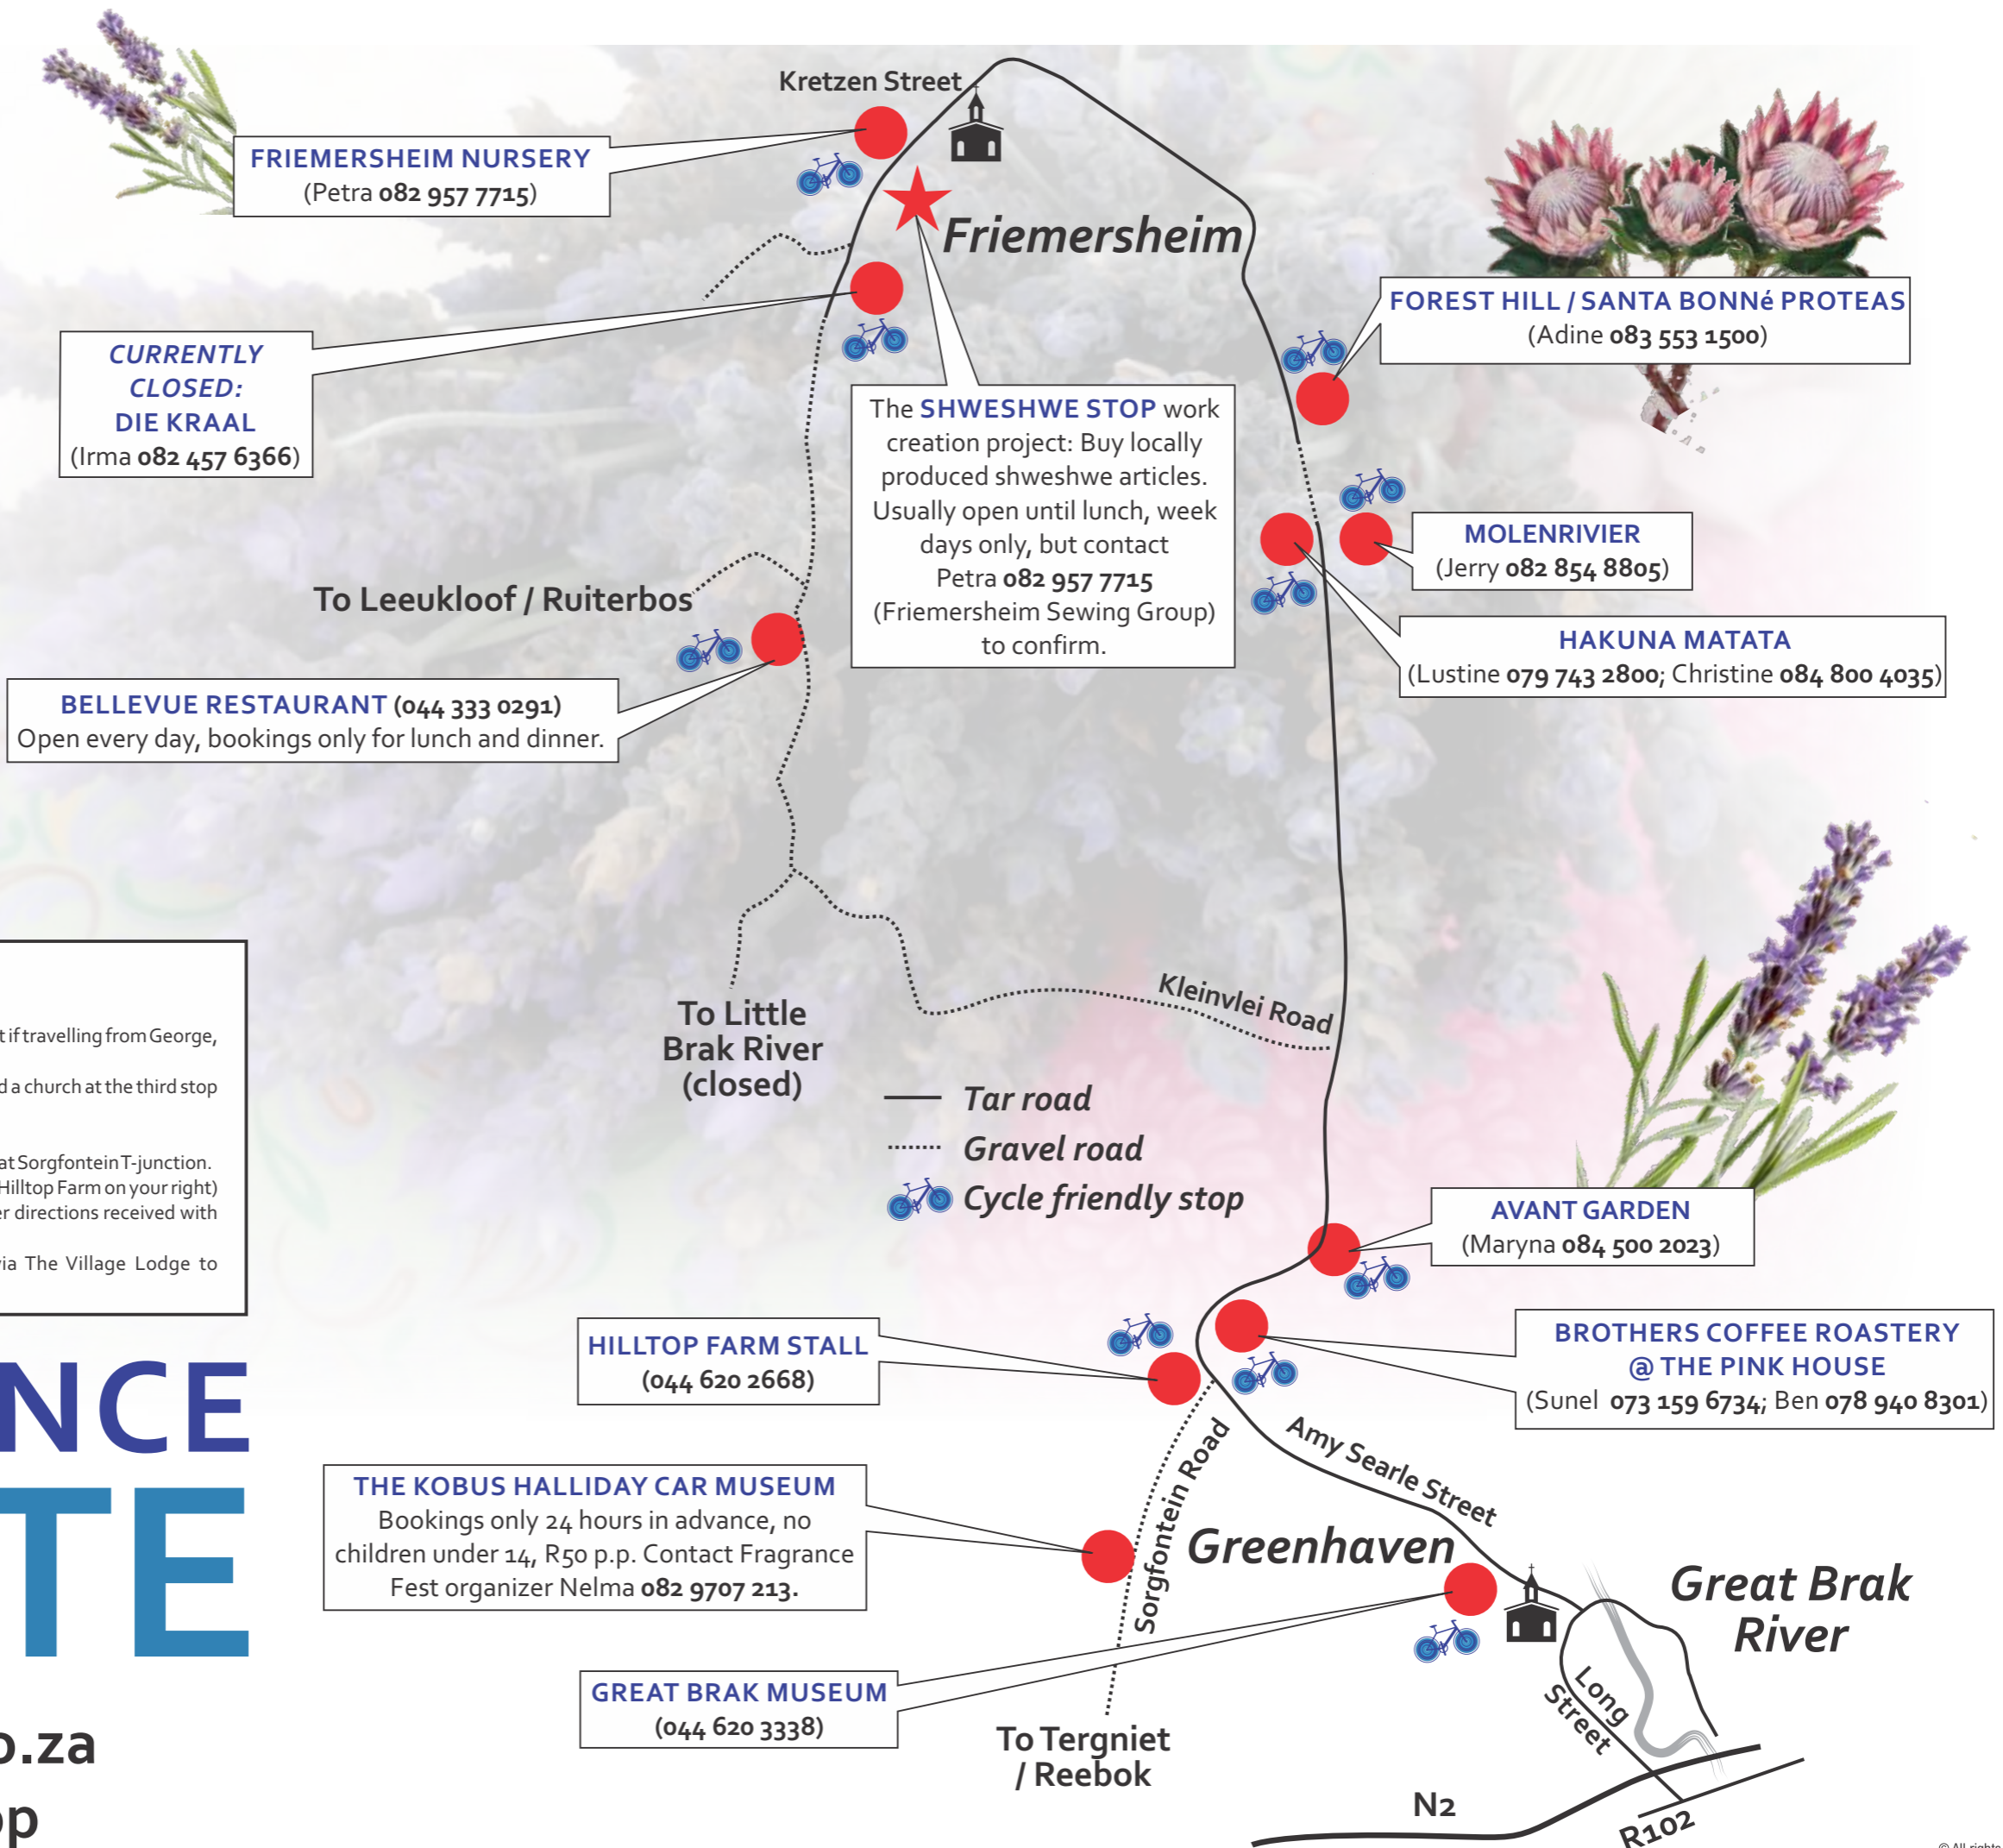 Kretzen Street
FRIEMERSHEIM NURSERY
(Petra 082 957 7715)
Friemersheim
FOREST HILL / SANTA BONNé PROTEAS
(Adine 083 553 1500)
CURRENTLY
CLOSED:
DIE KRAAL
(Irma 082 457 6366)
The SHWESHWE STOP work
creation project: Buy locally
produced shweshwe articles.
Usually open until lunch, week
days only, but contact
Petra 082 957 7715
(Friemersheim Sewing Group)
to confirm.
MOLENRIVIER
(Jerry 082 854 8805)
To Leeukloof / Ruiterbos
HAKUNA MATATA
(Lustine 079 743 2800; Christine 084 800 4035)
BELLEVUE RESTAURANT (044 333 0291)
Open every day, bookings only for lunch and dinner.
Kleinvlei Road
To Little
Brak River
(closed)
t if travelling from George,
d a church at the third stop
at Sorgfontein T-junction.
Hilltop Farm on your right)
er directions received with
via The Village Lodge to
Tar road
Gravel road
Cycle friendly stop
AVANT GARDEN
(Maryna 084 500 2023)
HILLTOP FARM STALL
(044 620 2668)
BROTHERS COFFEE ROASTERY
@ THE PINK HOUSE
(Sunel 073 159 6734; Ben 078 940 8301)
NCE
TE
Amy Searle Street
Sorgfontein Road
THE KOBUS HALLIDAY CAR MUSEUM
Bookings only 24 hours in advance, no
children under 14, R50 p.p. Contact Fragrance
Fest organizer Nelma 082 9707 213.
Greenhaven
Great Brak
River
GREAT BRAK MUSEUM
(044 620 3338)
Long
Street
To Tergniet
/ Reebok
o.za
op
N2
R102
© All rights